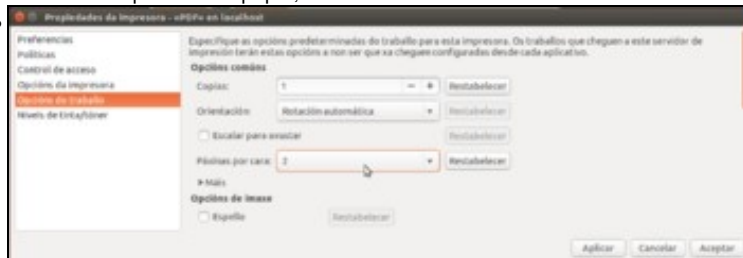 Propiedades da impresora - «PDF» en localhost
Preferencias
Políticas
Control de acceso
Opcións da impresora
Opcións de traballo
Niveis de tinta/tóner
Especifique as opcións predeterminadas do traballo para esta impresora. Os traballos que cheguen a este servidor de
impresión terán estas opcións a non ser que xa cheguen configuradas desde cada aplicativo.
Opcións comúns
Copias: 1 - + Restabelecer
Orientación: Rotación automática Restabelecer
Escalar para encaixar Restabelecer
Páxinas por cara: 2 Restabelecer
Máis
Opcións de imaxe
Espello Restabelecer
Aplicar Cancelar Aceptar